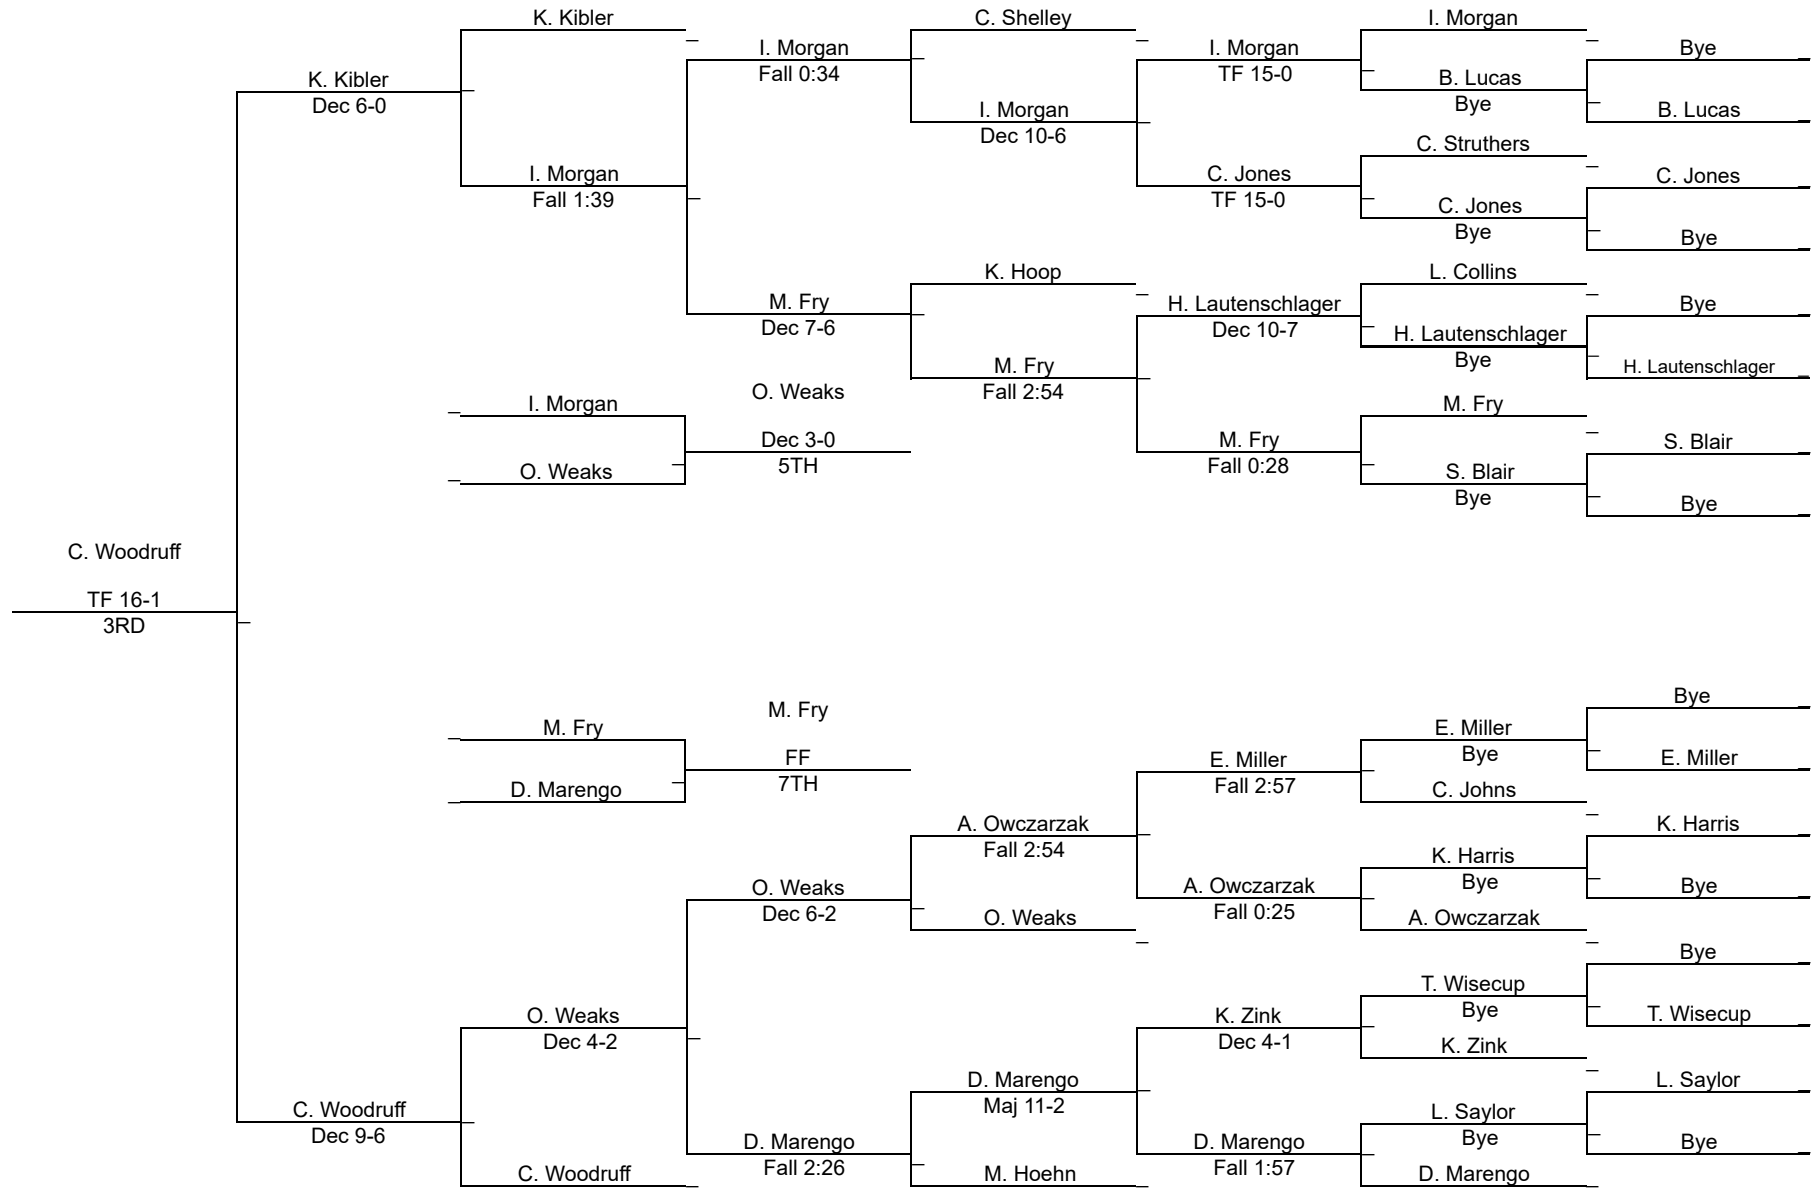 K. Kibler
C. Shelley
I. Morgan
I. Morgan
Fall 0:34
I. Morgan
TF 15-0
Bye
K. Kibler
Dec 6-0
B. Lucas
Bye
I. Morgan
Dec 10-6
B. Lucas
C. Struthers
I. Morgan
Fall 1:39
C. Jones
TF 15-0
C. Jones
C. Jones
Bye
Bye
K. Hoop
L. Collins
M. Fry
Dec 7-6
H. Lautenschlager
Dec 10-7
Bye
H. Lautenschlager
Bye
M. Fry
Fall 2:54
H. Lautenschlager
O. Weaks
I. Morgan
M. Fry
Dec 3-0
5TH
M. Fry
Fall 0:28
S. Blair
O. Weaks
S. Blair
Bye
Bye
C. Woodruff
TF 16-1
3RD
M. Fry
Bye
M. Fry
E. Miller
Bye
FF
7TH
E. Miller
Fall 2:57
E. Miller
D. Marengo
C. Johns
A. Owczarzak
Fall 2:54
K. Harris
K. Harris
Bye
O. Weaks
Dec 6-2
A. Owczarzak
Fall 0:25
Bye
O. Weaks
A. Owczarzak
Bye
T. Wisecup
Bye
O. Weaks
Dec 4-2
K. Zink
Dec 4-1
T. Wisecup
K. Zink
D. Marengo
Maj 11-2
L. Saylor
C. Woodruff
Dec 9-6
L. Saylor
Bye
D. Marengo
Fall 2:26
D. Marengo
Fall 1:57
Bye
C. Woodruff
M. Hoehn
D. Marengo